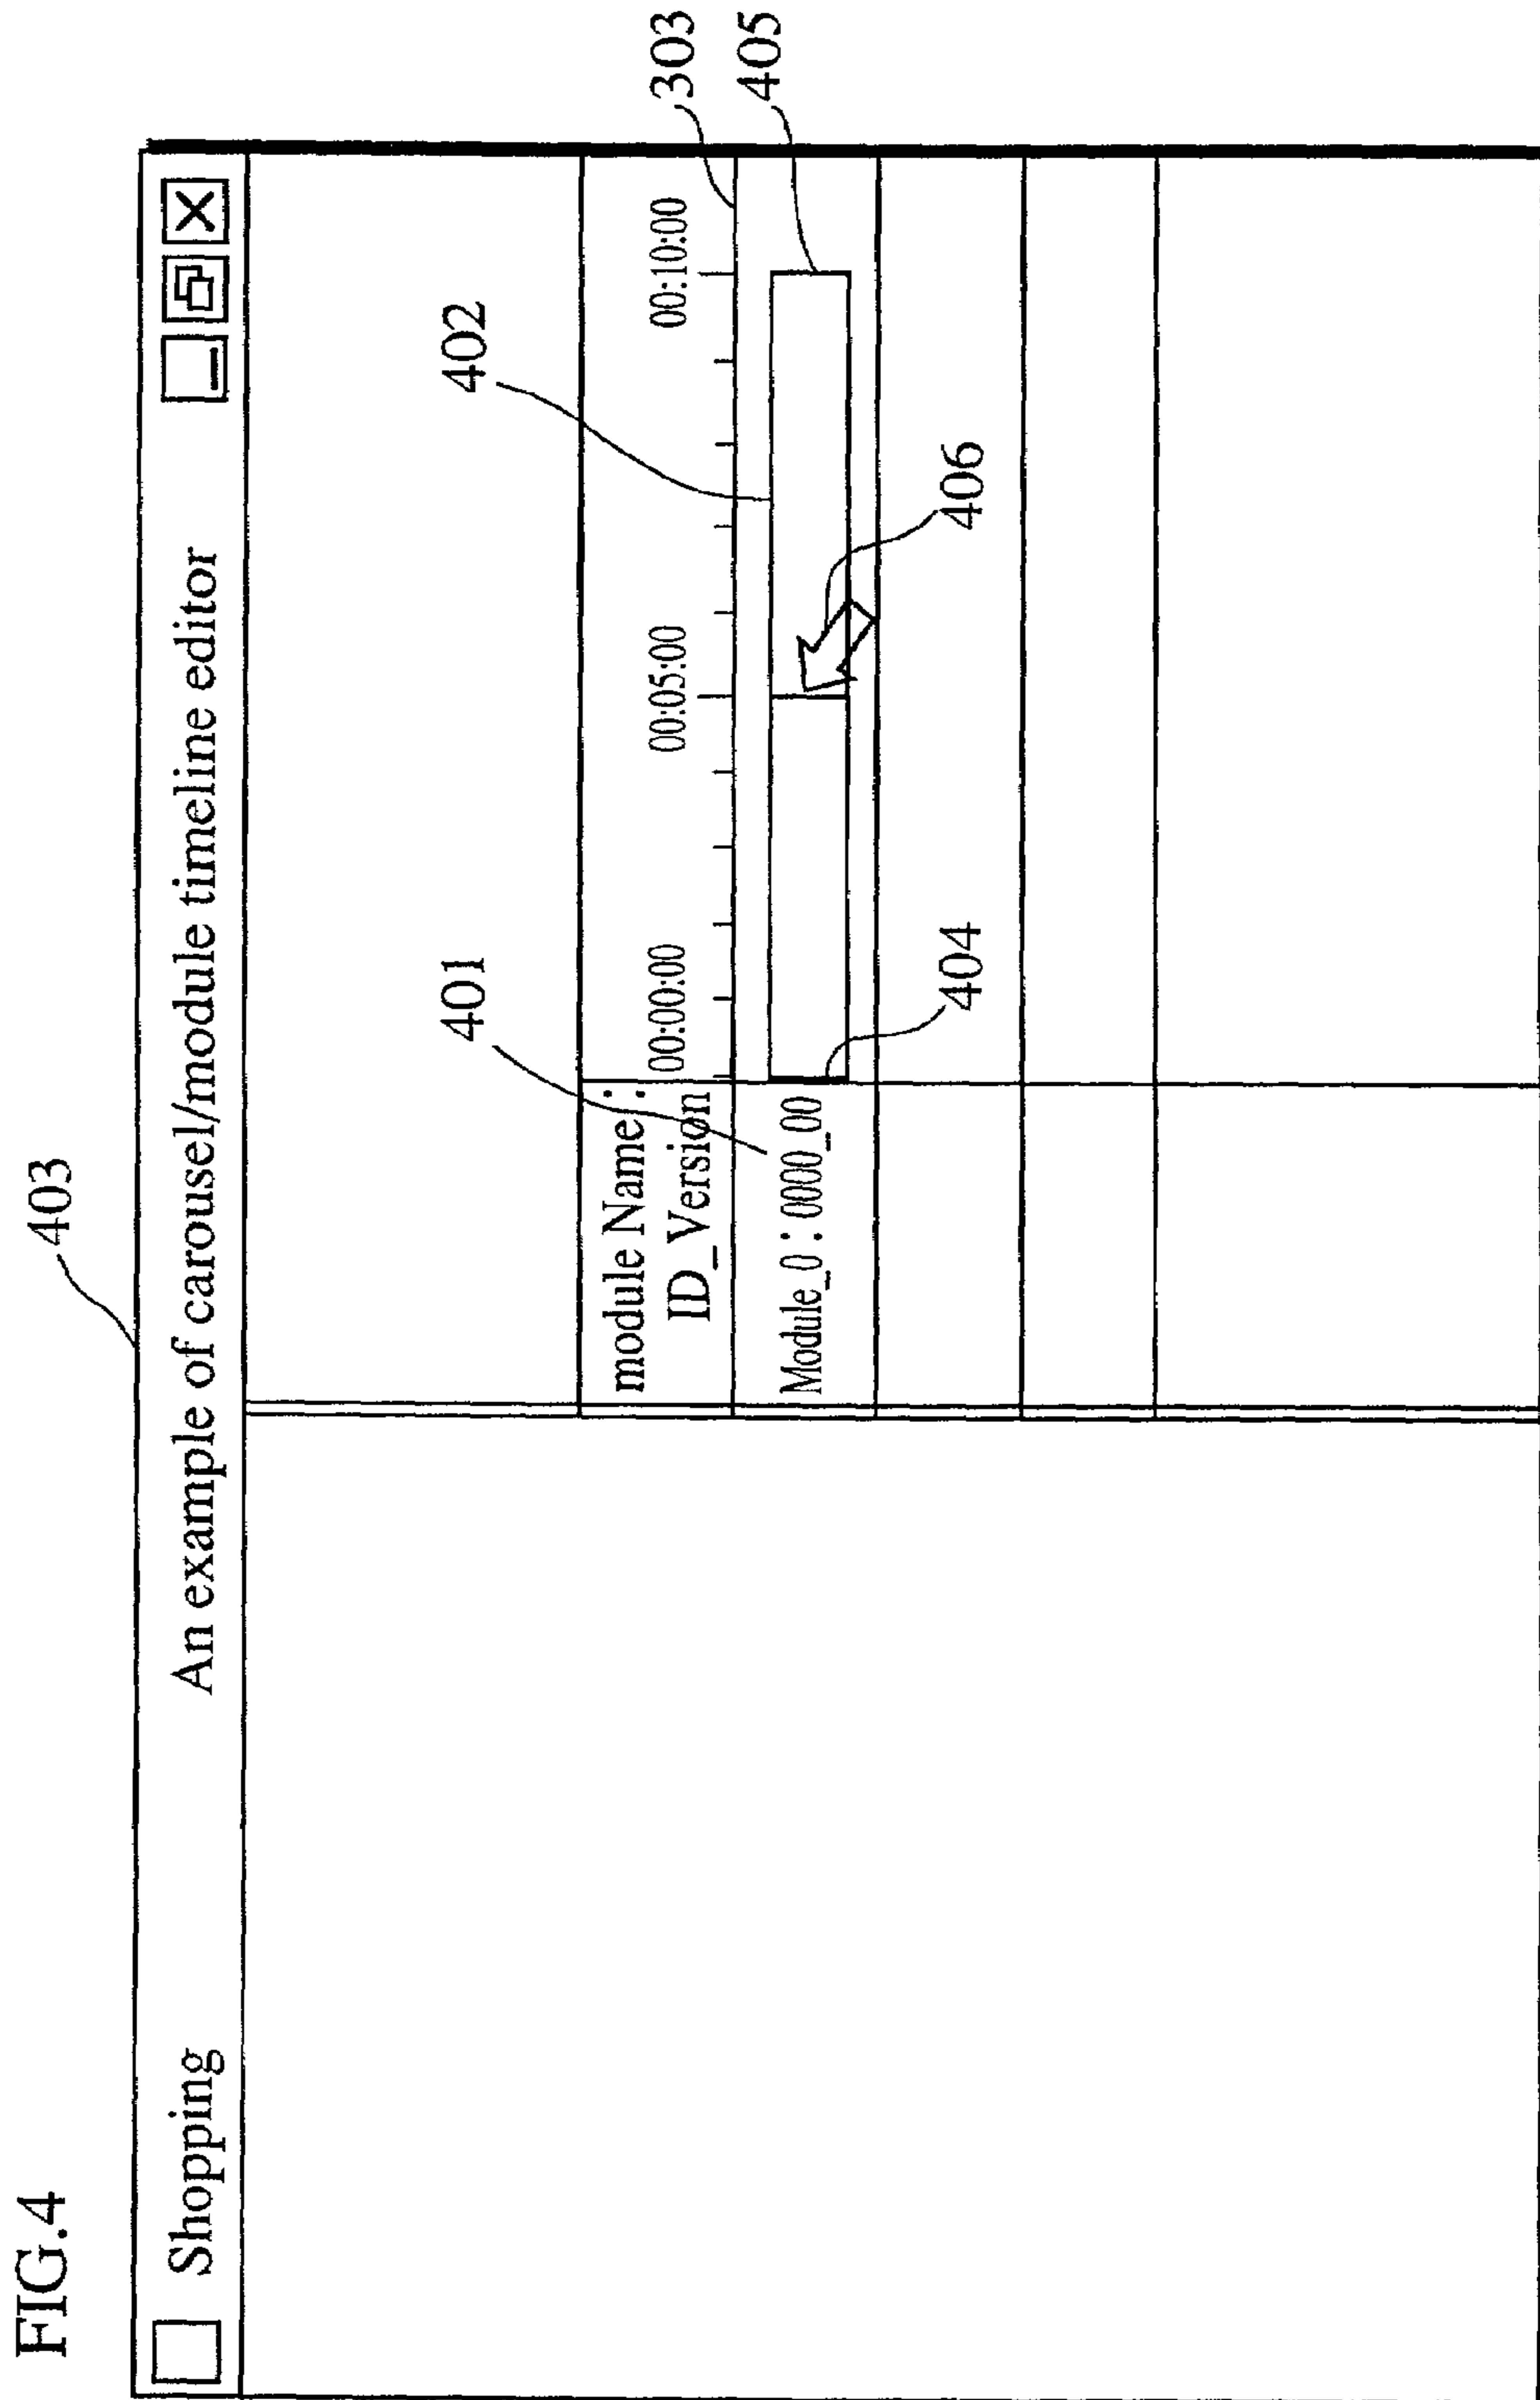 FIG.4
403
Shopping
An example of carousel/module timeline editor
401
402
module Name :
ID_Version
00:00:00
00:05:00
00:10:00
303
Module_0 : 0000_00
405
404
406